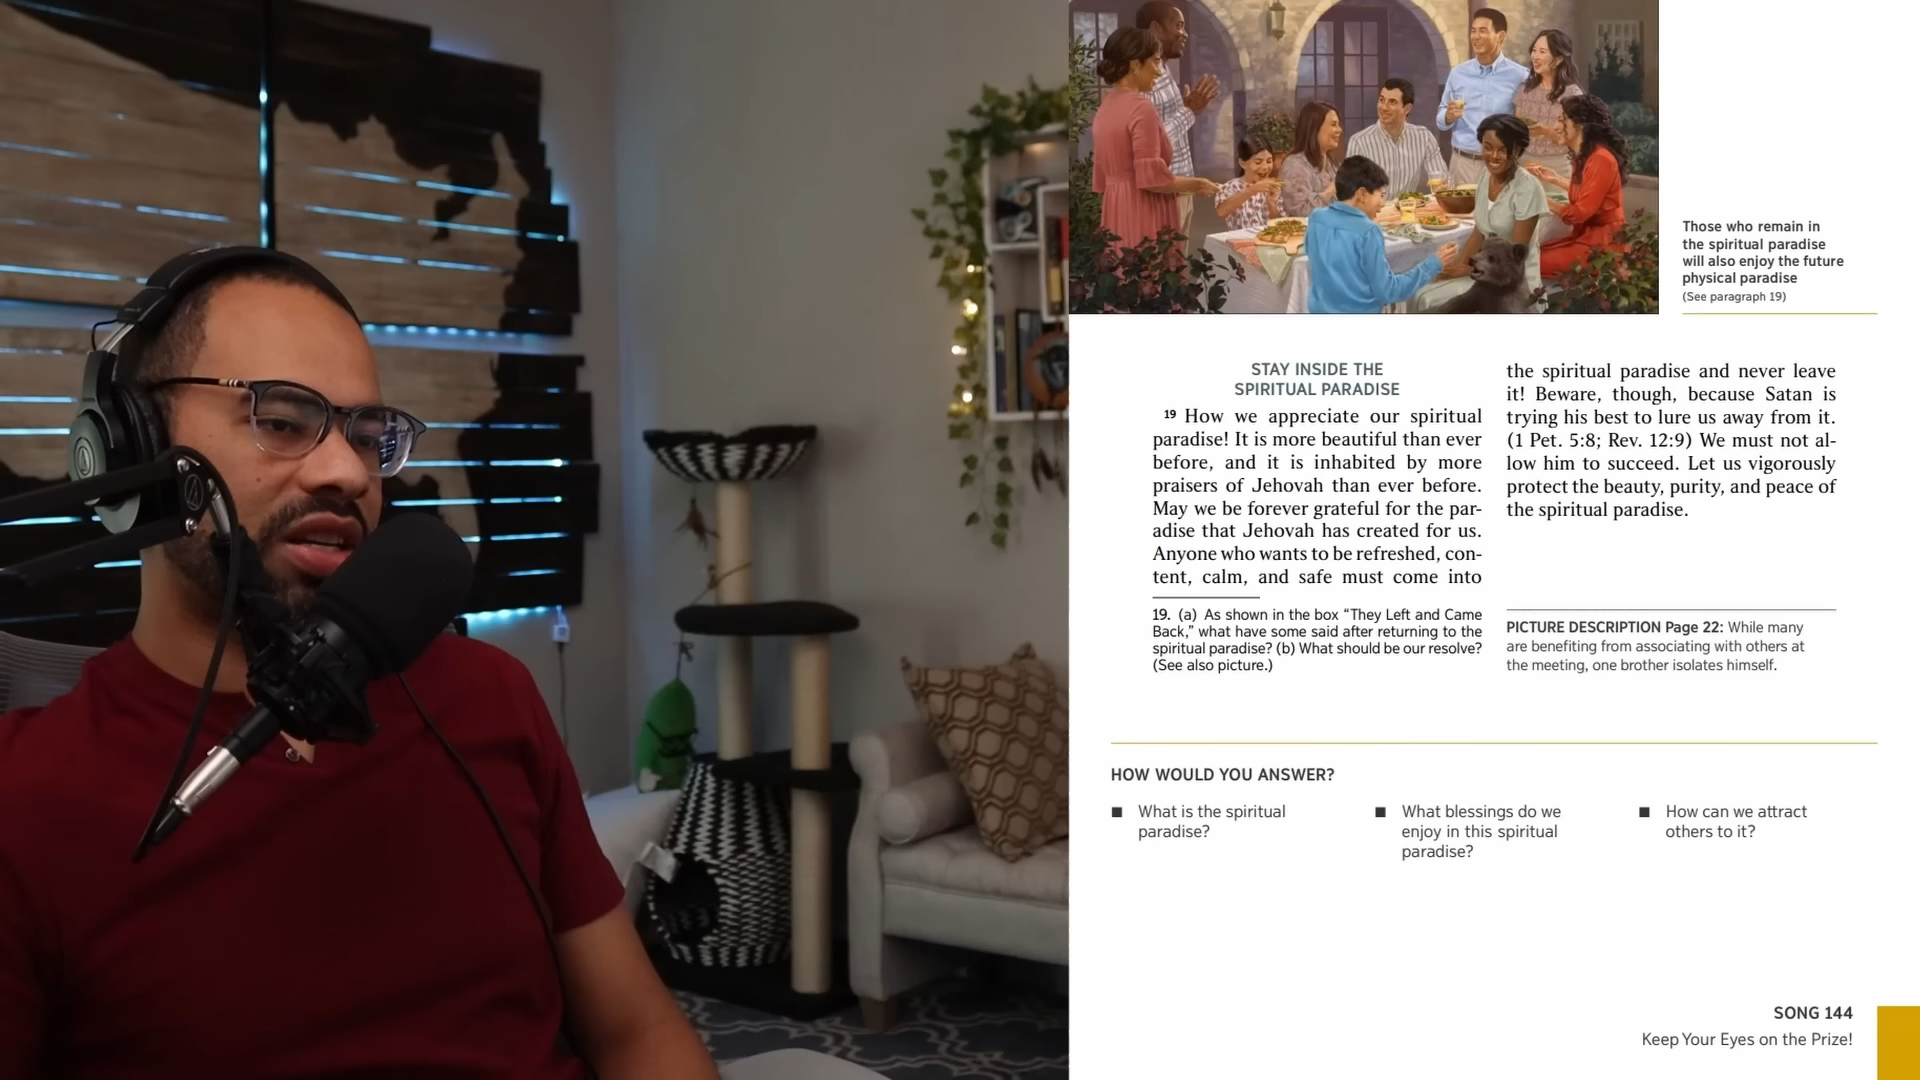 Those who remain in
the spiritual paradise
will also enjoy the future
physical paradise
(See paragraph 19)
STAY INSIDE THE
SPIRITUAL PARADISE
19 How we appreciate our spiritual
paradise! It is more beautiful than ever
before, and it is inhabited by more
praisers of Jehovah than ever before.
May we be forever grateful for the par-
adise that Jehovah has created for us.
Anyone who wants to be refreshed, con-
tent, calm, and safe must come into
the spiritual paradise and never leave
it! Beware, though, because Satan is
trying his best to lure us away from it.
(1 Pet. 5:8; Rev. 12:9) We must not al-
low him to succeed. Let us vigorously
protect the beauty, purity, and peace of
the spiritual paradise.
19. (a) As shown in the box “They Left and Came
Back,” what have some said after returning to the
spiritual paradise? (b) What should be our resolve?
(See also picture.)
PICTURE DESCRIPTION Page 22: While many
are benefiting from associating with others at
the meeting, one brother isolates himself.
HOW WOULD YOU ANSWER?
■ What is the spiritual
paradise?
■ What blessings do we
enjoy in this spiritual
paradise?
■ How can we attract
others to it?
SONG 144
Keep Your Eyes on the Prize!